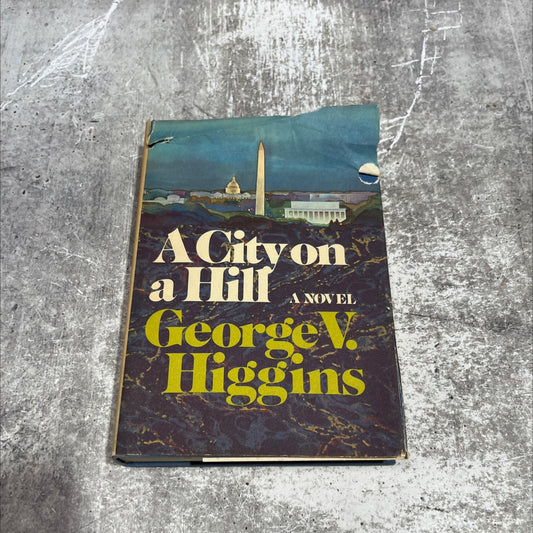 A City on
a Hill
A NOVEL
George V.
Higgins